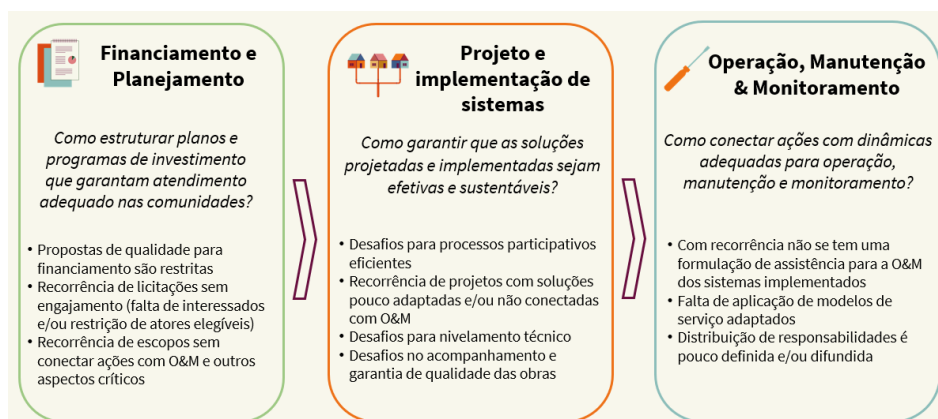 Financiamento e
Planejamento
Como estruturar planos e
programas de investimento
que garantam atendimento
adequado nas comunidades?
• Propostas de qualidade para
financiamento são restritas
• Recorrência de licitações sem
engajamento (falta de interessados
e/ou restrição de atores elegíveis)
• Recorrência de escopos sem
conectar ações com O&M e outros
aspectos críticos
Projeto e
implementação de
sistemas
Como garantir que as soluções
projetadas e implementadas sejam
efetivas e sustentáveis?
• Desafios para processos participativos
eficientes
• Recorrência de projetos com soluções
pouco adaptadas e/ou não conectadas
com O&M
• Desafios para nivelamento técnico
• Desafios no acompanhamento e
garantia de qualidade das obras
Operação, Manutenção
& Monitoramento
Como conectar ações com dinâmicas
adequadas para operação,
manutenção e monitoramento?
• Com recorrência não se tem uma
formulação de assistência para a O&M
dos sistemas implementados
• Falta de aplicação de modelos de
serviço adaptados
• Distribuição de responsabilidades é
pouco definida e/ou difundida